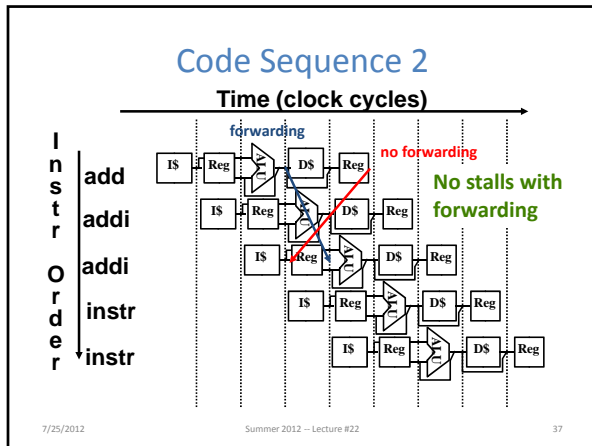 Code Sequence 2
Time (clock cycles)
Instr Order
forwarding
no forwarding
No stalls with
forwarding
add
I$ Reg ALU D$ Reg
addi
I$ Reg ALU D$ Reg
addi
I$ Reg ALU D$ Reg
instr
I$ Reg ALU D$ Reg
instr
I$ Reg ALU D$ Reg
7/25/2012
Summer 2012 -- Lecture #22
37